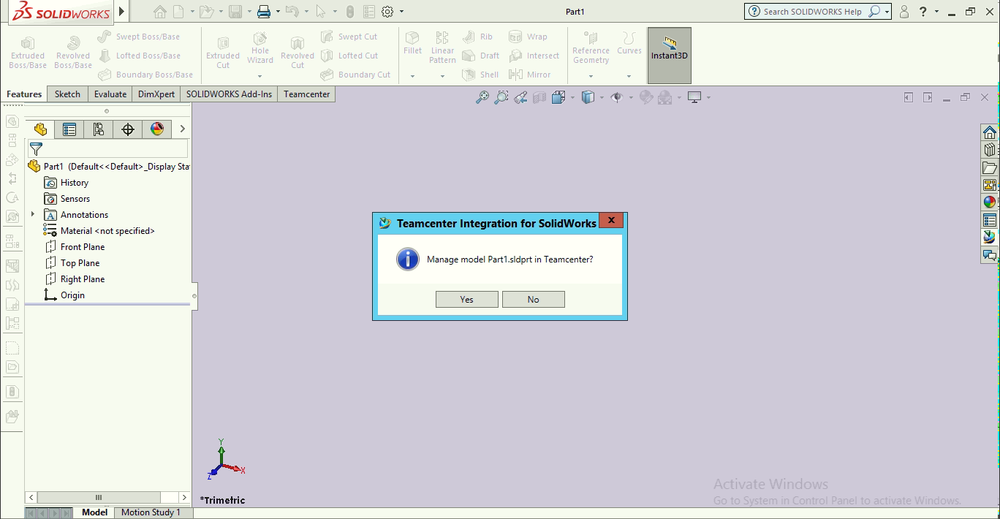 SOLIDWORKS
Part1
Search SOLIDWORKS Help
Extruded Boss/Base
Revolved Boss/Base
Swept Boss/Base
Lofted Boss/Base
Boundary Boss/Base
Extruded Cut
Hole Wizard
Revolved Cut
Swept Cut
Lofted Cut
Boundary Cut
Fillet
Linear Pattern
Rib
Draft
Shell
Wrap
Intersect
Mirror
Reference Geometry
Curves
Instant3D
Features
Sketch
Evaluate
DimXpert
SOLIDWORKS Add-Ins
Teamcenter
Part1 (Default<<Default>_Display Sta
History
Sensors
Annotations
Material <not specified>
Front Plane
Top Plane
Right Plane
Origin
Teamcenter Integration for SolidWorks
Manage model Part1.sldprt in Teamcenter?
Yes
No
Y
X
Z
*Trimetric
Activate Windows
Go to System in Control Panel to activate Windows.
Model
Motion Study 1